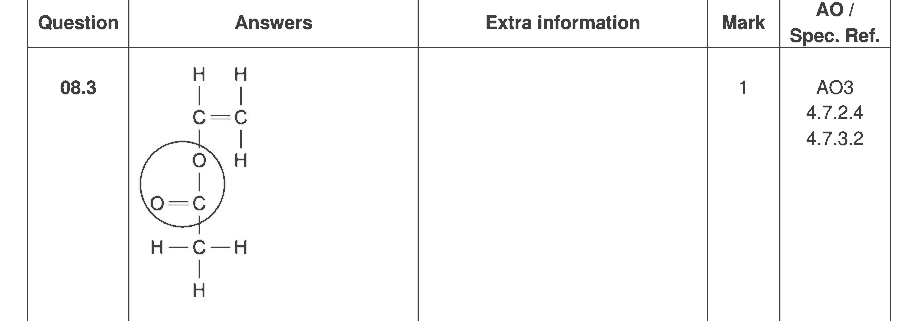 Question Answers Extra information Mark AO / Spec. Ref.
08.3 1 AO3
4.7.2.4
4.7.3.2
H H
C=C
O H
O=C
H—C—H
H